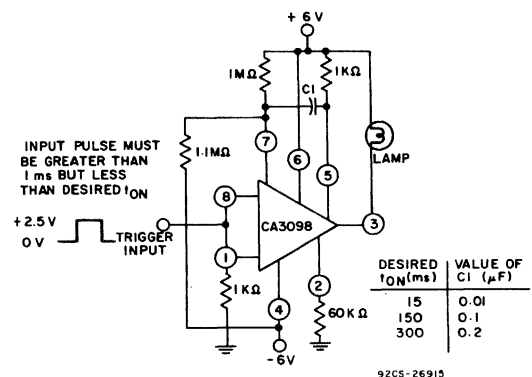 +6V
1MΩ
1KΩ
C1
1.1MΩ
7
6
5
LAMP
INPUT PULSE MUST
BE GREATER THAN
1 ms BUT LESS
THAN DESIRED tON
+2.5V
0V
TRIGGER
INPUT
8
CA3098
3
1
2
4
1KΩ
60KΩ
-6V
DESIRED tON(ms) VALUE OF C1 (µF)
15 0.01
150 0.1
300 0.2
92CS-26915